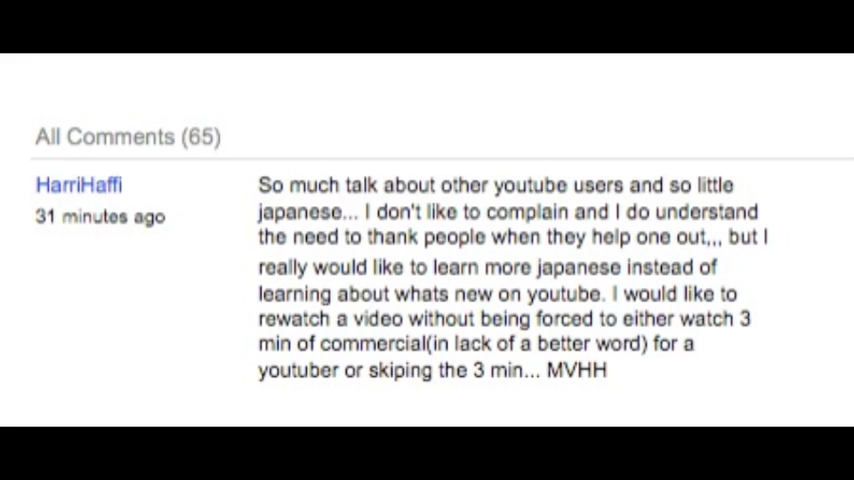 All Comments (65)
HarriHaffi
31 minutes ago
So much talk about other youtube users and so little
japanese... I don't like to complain and I do understand
the need to thank people when they help one out,,, but I
really would like to learn more japanese instead of
learning about whats new on youtube. I would like to
rewatch a video without being forced to either watch 3
min of commercial(in lack of a better word) for a
youtuber or skiping the 3 min... MVHH